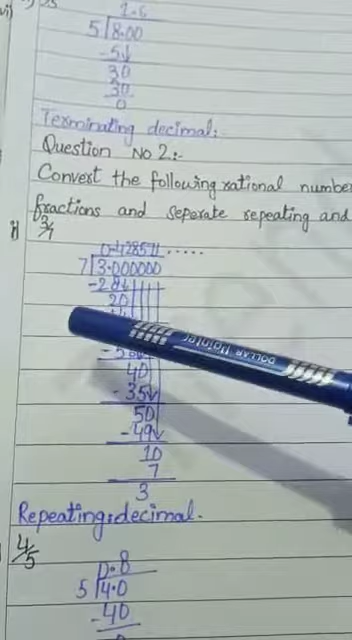 vi)
1.6
5 8.00
-5↓
30
30
0
Terminating decimal:-
Question No 2:-
Convert the following rational number
fractions and seperate repeating and
i) 3/7
0.428571.....
7 3.000000
-28↓
20
DOLLAR Pointer
40
-35↓
50
-49↓
10
7
3
Repeating decimal.
4/5
0.8
5 4.0
-40